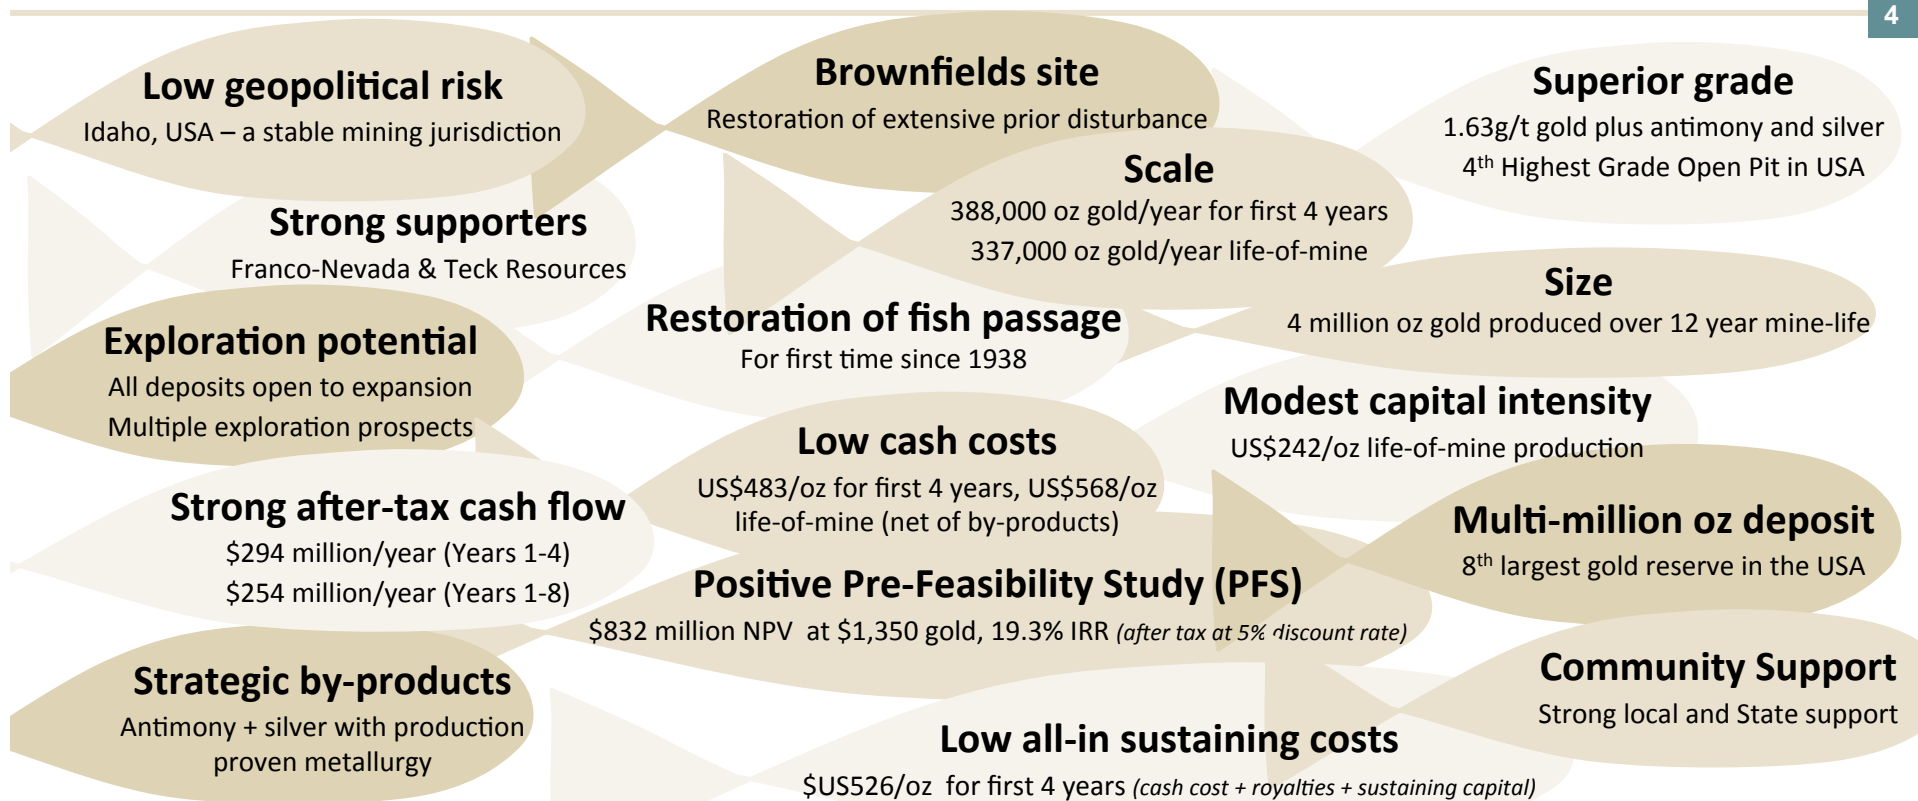 4
Low geopolitical risk
Idaho, USA – a stable mining jurisdiction
Brownfields site
Restoration of extensive prior disturbance
Superior grade
1.63g/t gold plus antimony and silver
4th Highest Grade Open Pit in USA
Strong supporters
Franco-Nevada & Teck Resources
Scale
388,000 oz gold/year for first 4 years
337,000 oz gold/year life-of-mine
Size
4 million oz gold produced over 12 year mine-life
Exploration potential
All deposits open to expansion
Multiple exploration prospects
Restoration of fish passage
For first time since 1938
Modest capital intensity
US$242/oz life-of-mine production
Low cash costs
US$483/oz for first 4 years, US$568/oz
life-of-mine (net of by-products)
Strong after-tax cash flow
$294 million/year (Years 1-4)
$254 million/year (Years 1-8)
Multi-million oz deposit
8th largest gold reserve in the USA
Positive Pre-Feasibility Study (PFS)
$832 million NPV at $1,350 gold, 19.3% IRR (after tax at 5% discount rate)
Strategic by-products
Antimony + silver with production
proven metallurgy
Community Support
Strong local and State support
Low all-in sustaining costs
$US526/oz for first 4 years (cash cost + royalties + sustaining capital)